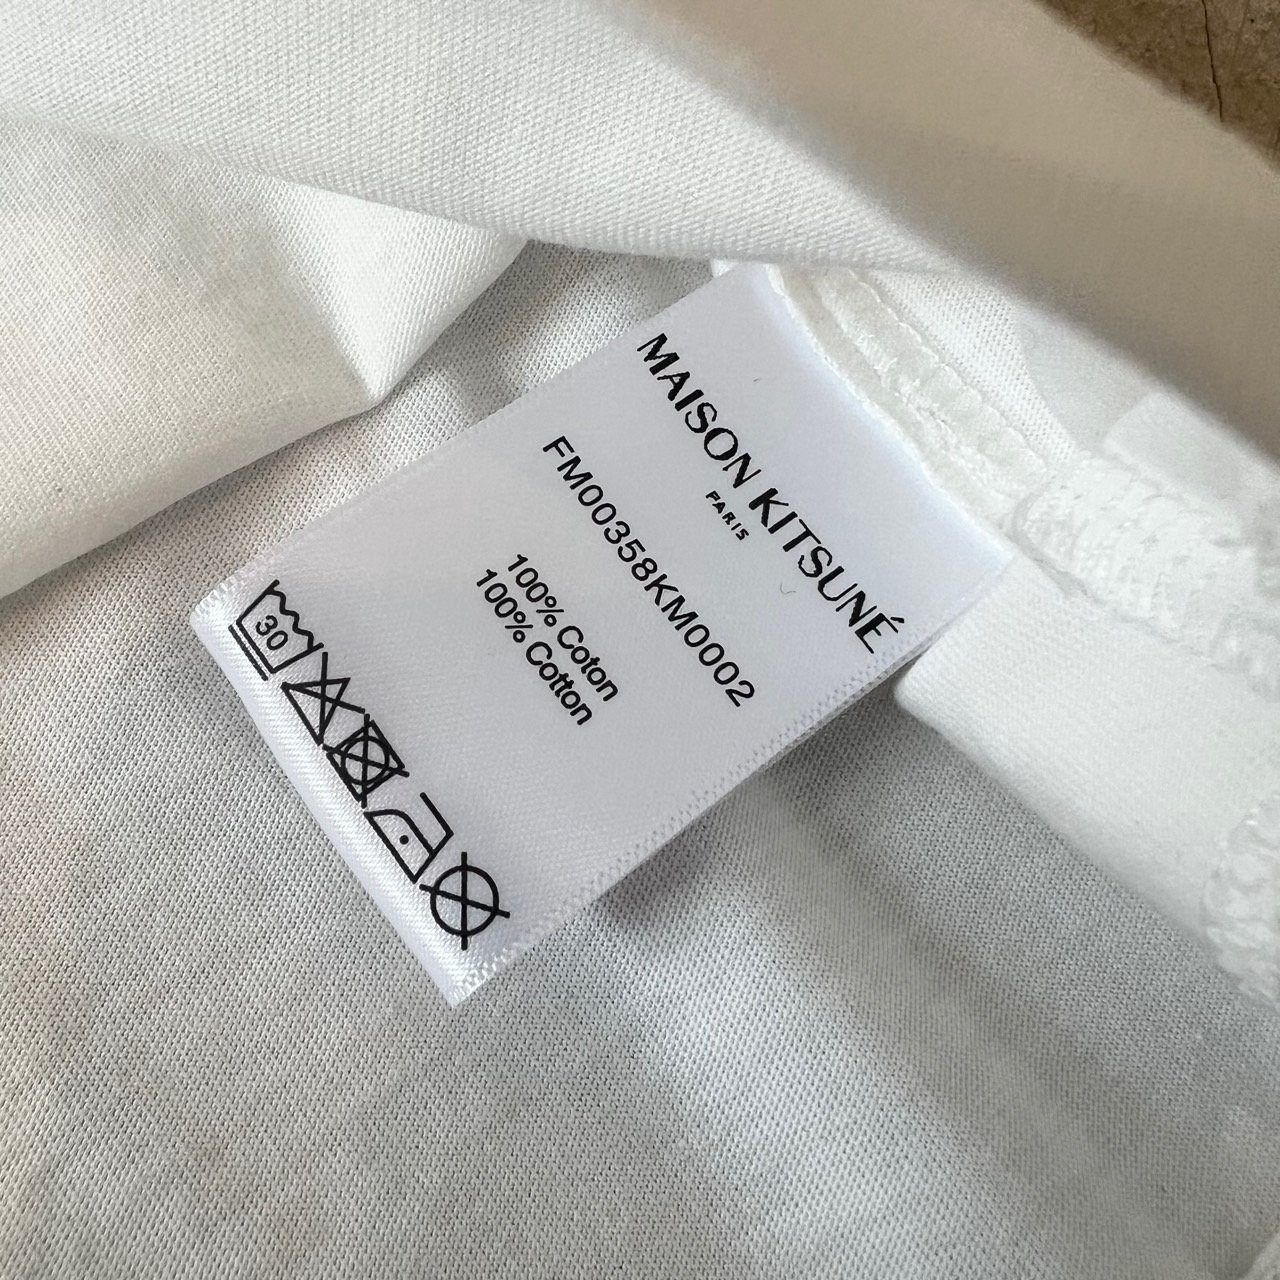 MAISON KITSUNÉ
PARIS
FM00358KM0002
100% Coton
100% Cotton
30